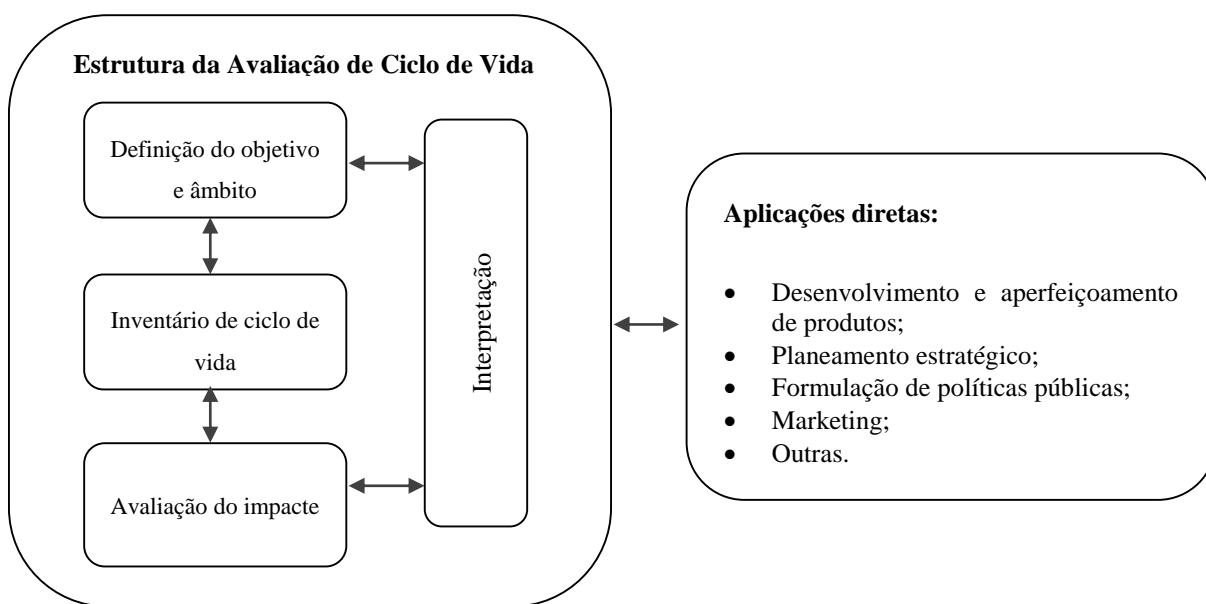 Estrutura da Avaliação de Ciclo de Vida
Definição do objetivo
e âmbito
Inventário de ciclo de
vida
Avaliação do impacte
Interpretação
Aplicações diretas:
• Desenvolvimento e aperfeiçoamento
de produtos;
• Planeamento estratégico;
• Formulação de políticas públicas;
• Marketing;
• Outras.